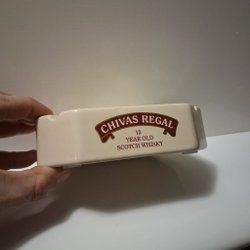 CHIVAS REGAL
12
YEAR OLD
SCOTCH WHISKY